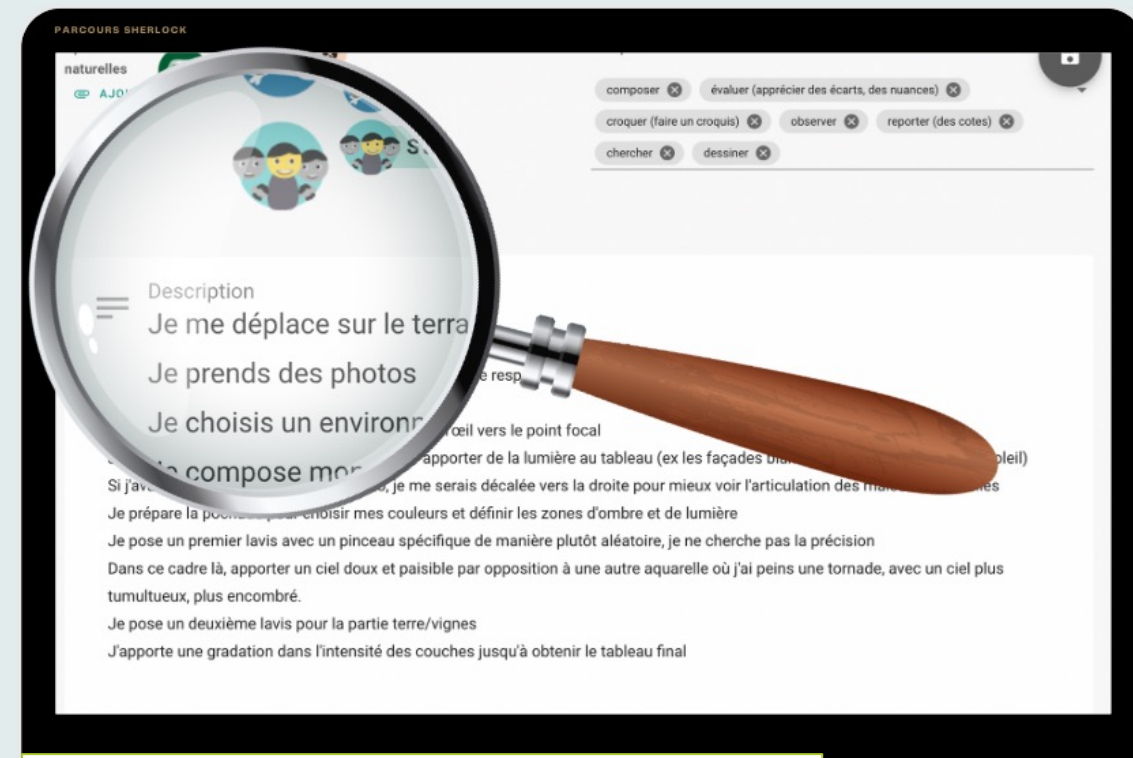 PARCOURS SHERLOCK
naturelles
AJO
composer évaluer (apprécier des écarts, des nuances)
croquer (faire un croquis) observer reporter (des cotes)
chercher dessiner
Description
Je me déplace sur le terra
Je prends des photos e resp
Je choisis un environn
œil vers le point focal
compose mon apporter de la lumière au tableau (ex les façades oleil)
Si j'ava je me serais décalée vers la droite pour mieux voir l'articulation des
Je prépare la choisir mes couleurs et définir les zones d'ombre et de lumière
Je pose un premier lavis avec un pinceau spécifique de manière plutôt aléatoire, je ne cherche pas la précision
Dans ce cadre là, apporter un ciel doux et paisible par opposition à une autre aquarelle où j'ai peins une tornade, avec un ciel plus
tumultueux, plus encombré.
Je pose un deuxième lavis pour la partie terre/vignes
J'apporte une gradation dans l'intensité des couches jusqu'à obtenir le tableau final